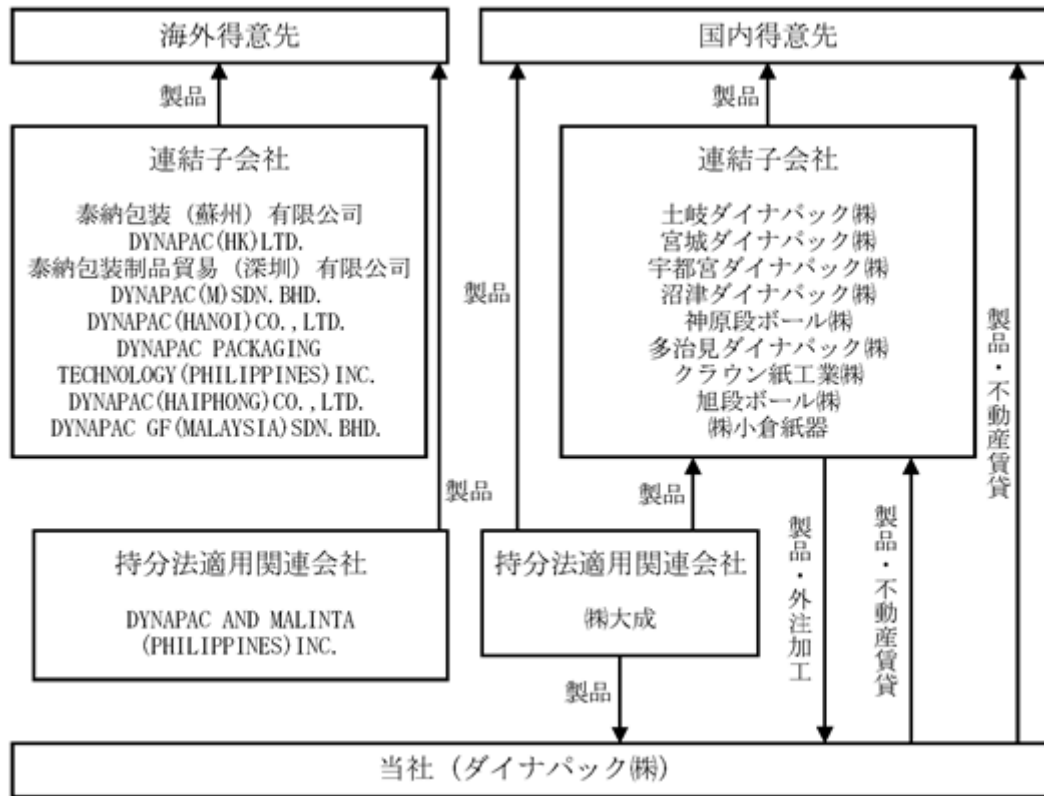 海外得意先
国内得意先
製品
製品
連結子会社
泰納包装（蘇州）有限公司
DYNAPAC(HK)LTD.
泰納包装制品貿易（深圳）有限公司
DYNAPAC(M)SDN.BHD.
DYNAPAC(HANOI)CO.,LTD.
DYNAPAC PACKAGING
TECHNOLOGY(PHILIPPINES)INC.
DYNAPAC(HAIPHONG)CO.,LTD.
DYNAPAC GF(MALAYSIA)SDN.BHD.
製品
連結子会社
土岐ダイナパック㈱
宮城ダイナパック㈱
宇都宮ダイナパック㈱
沼津ダイナパック㈱
神原段ボール㈱
多治見ダイナパック㈱
クラウン紙工業㈱
旭段ボール㈱
㈱小倉紙器
製品・不動産賃貸
製品
製品
持分法適用関連会社
DYNAPAC AND MALINTA
(PHILIPPINES)INC.
持分法適用関連会社
㈱大成
製品・外注加工
製品・不動産賃貸
製品
当社（ダイナパック㈱）